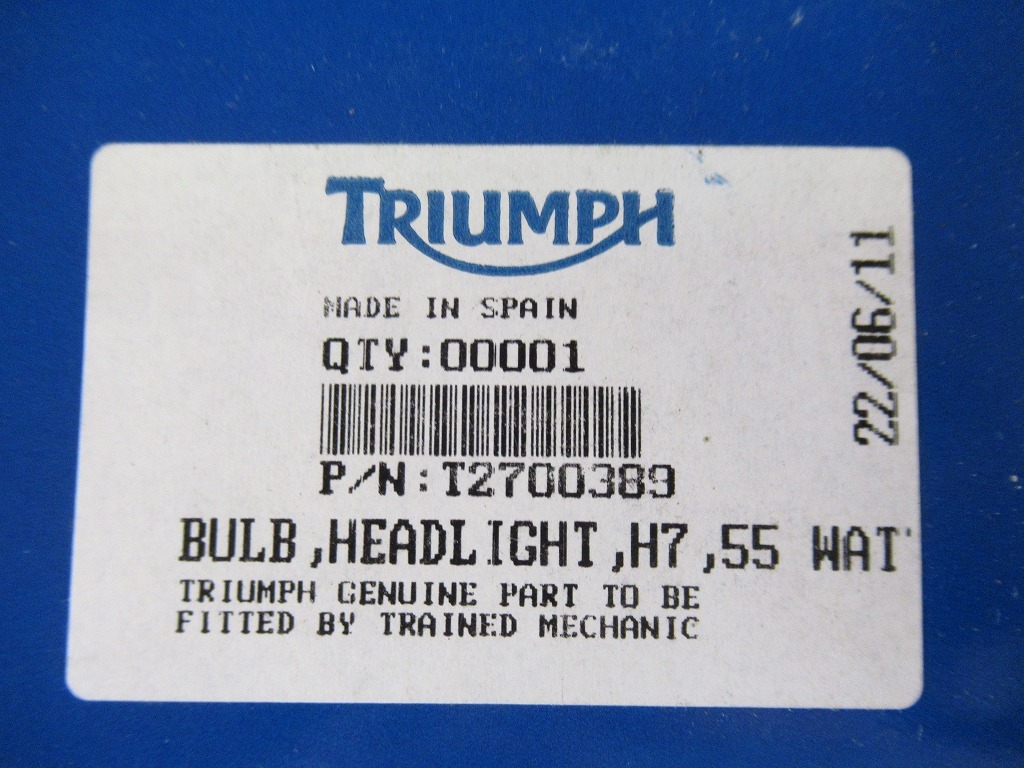 TRIUMPH
MADE IN SPAIN
QTY:00001
P/N:T2700389
BULB,HEADLIGHT,H7,55 WAT
TRIUMPH GENUINE PART TO BE
FITTED BY TRAINED MECHANIC
22/06/11